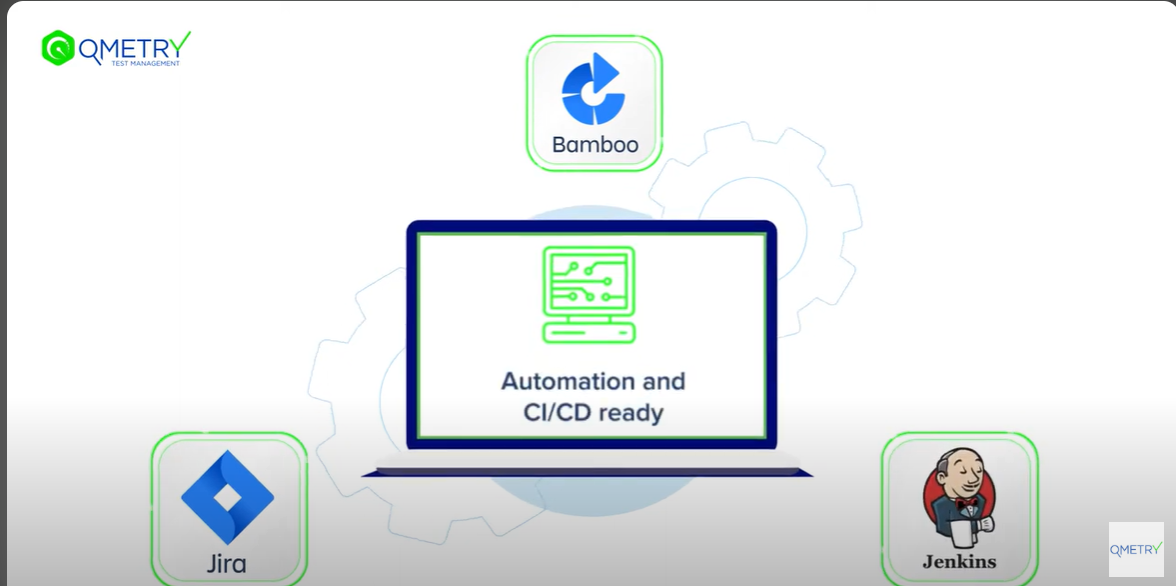 QMETRY
TEST MANAGEMENT
Bamboo
Automation and
CI/CD ready
Jira
Jenkins
QMETRY